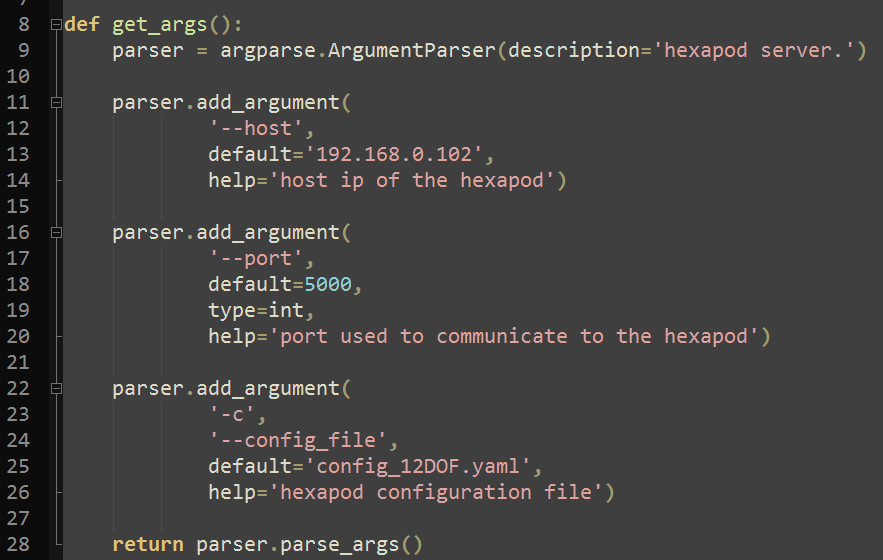 8 def get_args():
9     parser = argparse.ArgumentParser(description='hexapod server.')
10
11     parser.add_argument(
12             '--host',
13             default='192.168.0.102',
14             help='host ip of the hexapod')
15
16     parser.add_argument(
17             '--port',
18             default=5000,
19             type=int,
20             help='port used to communicate to the hexapod')
21
22     parser.add_argument(
23             '-c',
24             '--config_file',
25             default='config_12DOF.yaml',
26             help='hexapod configuration file')
27
28     return parser.parse_args()